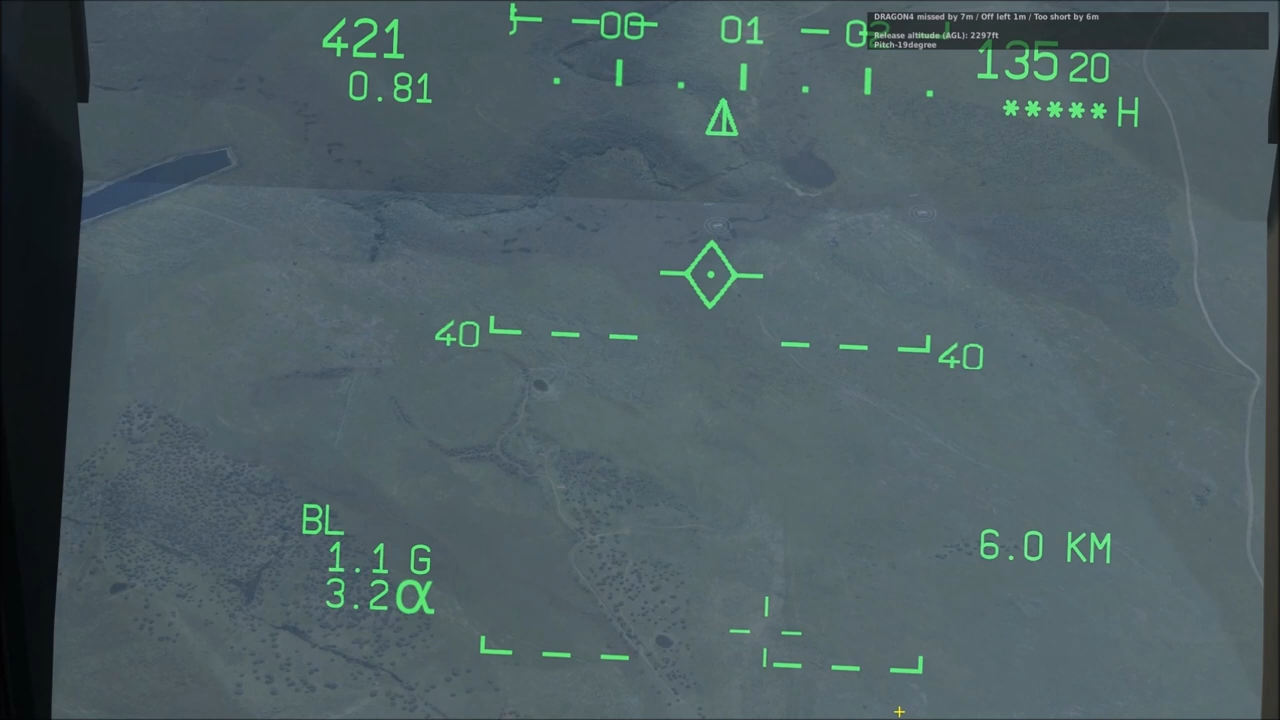 DRAGON4 missed by 7m / Off left 1m / Too short by 6m
Release altitude (AGL): 2297ft
Pitch-19degree
00 01
421 135 20
0.81 *****H
40 40
BL
1.1 G 6.0 KM
3.2α